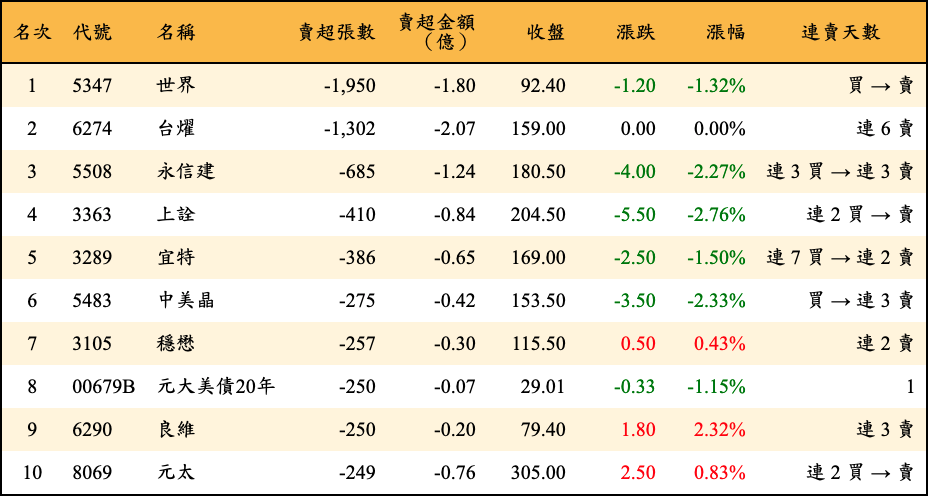 名次 代號 名稱 賣超張數 賣超金額（億） 收盤 漲跌 漲幅 連賣天數
1 5347 世界 -1,950 -1.80 92.40 -1.20 -1.32% 買 → 賣
2 6274 台燿 -1,302 -2.07 159.00 0.00 0.00% 連 6 賣
3 5508 永信建 -685 -1.24 180.50 -4.00 -2.27% 連 3 買 → 連 3 賣
4 3363 上詮 -410 -0.84 204.50 -5.50 -2.76% 連 2 買 → 賣
5 3289 宜特 -386 -0.65 169.00 -2.50 -1.50% 連 7 買 → 連 2 賣
6 5483 中美晶 -275 -0.42 153.50 -3.50 -2.33% 買 → 連 3 賣
7 3105 穩懋 -257 -0.30 115.50 0.50 0.43% 連 2 賣
8 00679B 元大美債20年 -250 -0.07 29.01 -0.33 -1.15% 1
9 6290 良維 -250 -0.20 79.40 1.80 2.32% 連 3 賣
10 8069 元太 -249 -0.76 305.00 2.50 0.83% 連 2 買 → 賣